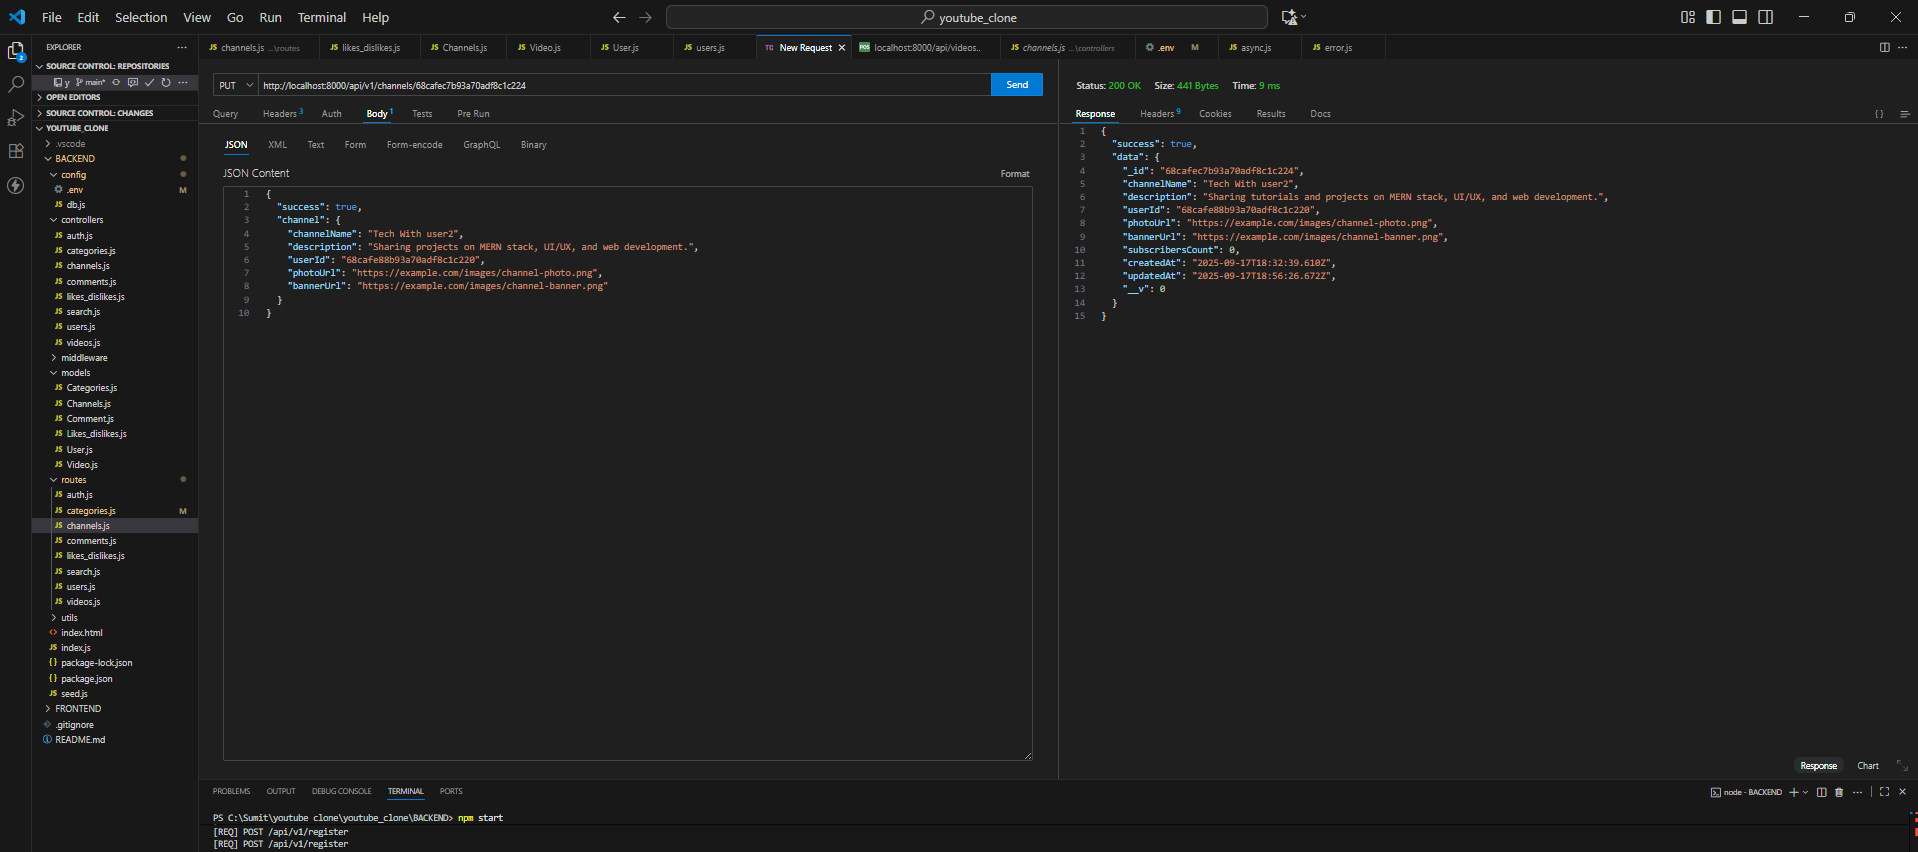 File Edit Selection View Go Run Terminal Help
youtube_clone
EXPLORER
SOURCE CONTROL: REPOSITORIES
y main*
OPEN EDITORS
SOURCE CONTROL: CHANGES
YOUTUBE_CLONE
.vscode
BACKEND
config
.env M
db.js
controllers
auth.js
categories.js
channels.js
comments.js
likes_dislikes.js
search.js
users.js
videos.js
middleware
models
Categories.js
Channels.js
Comment.js
Likes_dislikes.js
User.js
Video.js
routes
auth.js
categories.js M
channels.js
comments.js
likes_dislikes.js
search.js
users.js
videos.js
utils
index.html
index.js
package-lock.json
package.json
seed.js
FRONTEND
.gitignore
README.md
channels.js ...\routes likes_dislikes.js Channels.js Video.js User.js users.js New Request localhost:8000/api/videos.. channels.js ...\controllers .env M async.js error.js
PUT http://localhost:8000/api/v1/channels/68cafec7b93a70adf8c1c224 Send
Query Headers 3 Auth Body 1 Tests Pre Run
JSON XML Text Form Form-encode GraphQL Binary
JSON Content Format
1 {
2 "success": true,
3 "channel": {
4 "channelName": "Tech With user2",
5 "description": "Sharing projects on MERN stack, UI/UX, and web development.",
6 "userId": "68cafe88b93a70adf8c1c220",
7 "photoUrl": "https://example.com/images/channel-photo.png",
8 "bannerUrl": "https://example.com/images/channel-banner.png"
9 }
10 }
Status: 200 OK Size: 441 Bytes Time: 9 ms
Response Headers 9 Cookies Results Docs { }
1 {
2 "success": true,
3 "data": {
4 "_id": "68cafec7b93a70adf8c1c224",
5 "channelName": "Tech With user2",
6 "description": "Sharing tutorials and projects on MERN stack, UI/UX, and web development.",
7 "userId": "68cafe88b93a70adf8c1c220",
8 "photoUrl": "https://example.com/images/channel-photo.png",
9 "bannerUrl": "https://example.com/images/channel-banner.png",
10 "subscribersCount": 0,
11 "createdAt": "2025-09-17T18:32:39.610Z",
12 "updatedAt": "2025-09-17T18:56:26.672Z",
13 "__v": 0
14 }
15 }
Response Chart
PROBLEMS OUTPUT DEBUG CONSOLE TERMINAL PORTS
node - BACKEND
PS C:\Sumit\youtube clone\youtube_clone\BACKEND> npm start
[REQ] POST /api/v1/register
[REQ] POST /api/v1/register